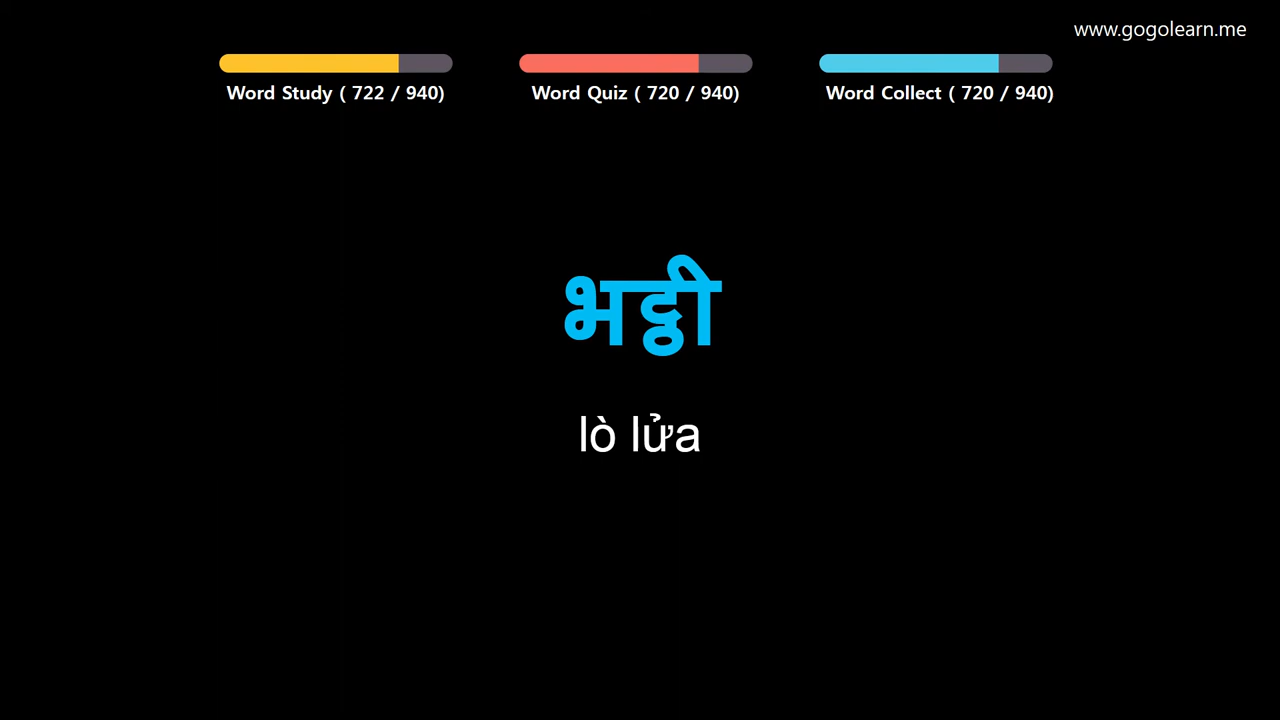 www.gogolearn.me
Word Study ( 722 / 940)
Word Quiz ( 720 / 940)
Word Collect ( 720 / 940)
भट्ठी
lò lửa